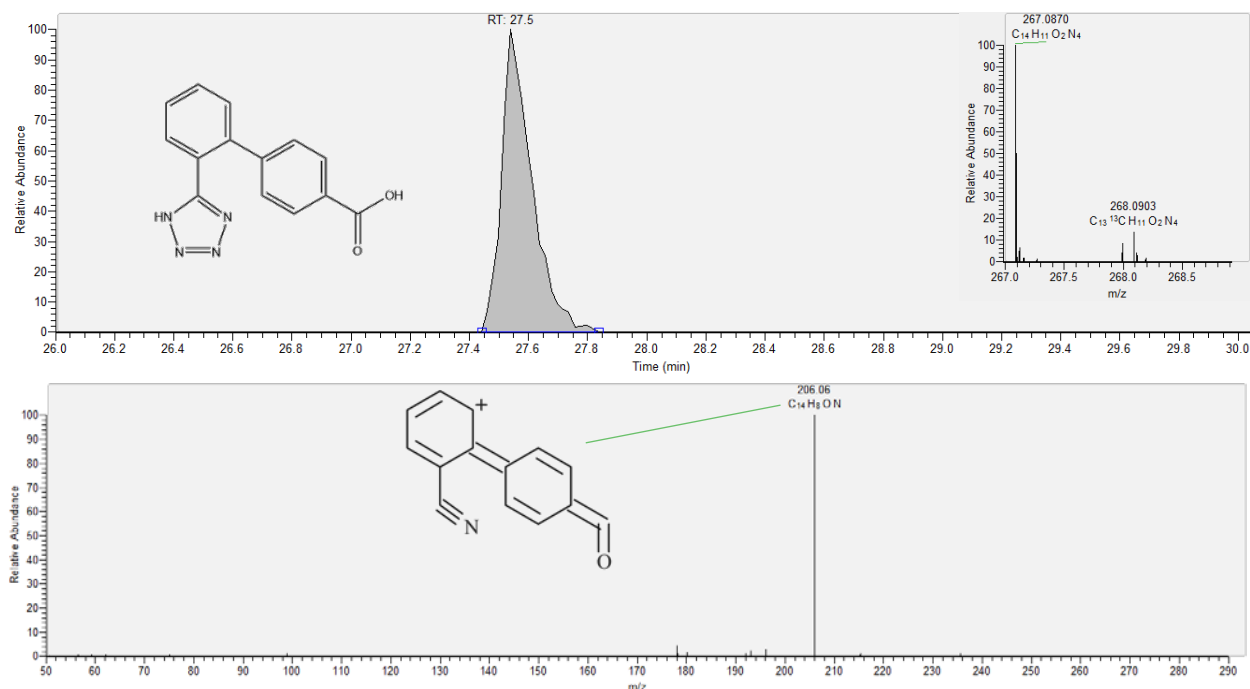 RT: 27.5
267.0870
C14 H11 O2 N4
100
90
80
70
60
50
40
30
20
10
0
Relative Abundance
OH
O
HN
N
N
N
100
90
80
70
60
50
40
30
20
10
0
Relative Abundance
268.0903
C13 13C H11 O2 N4
267.0 267.5 268.0 268.5
m/z
26.0 26.2 26.4 26.6 26.8 27.0 27.2 27.4 27.6 27.8 28.0 28.2 28.4 28.6 28.8 29.0 29.2 29.4 29.6 29.8 30.0
Time (min)
206.06
C14 H8 O N
100
90
80
70
60
50
40
30
20
10
0
Relative Abundance
+
N
O
50 60 70 80 90 100 110 120 130 140 150 160 170 180 190 200 210 220 230 240 250 260 270 280 290
m/z